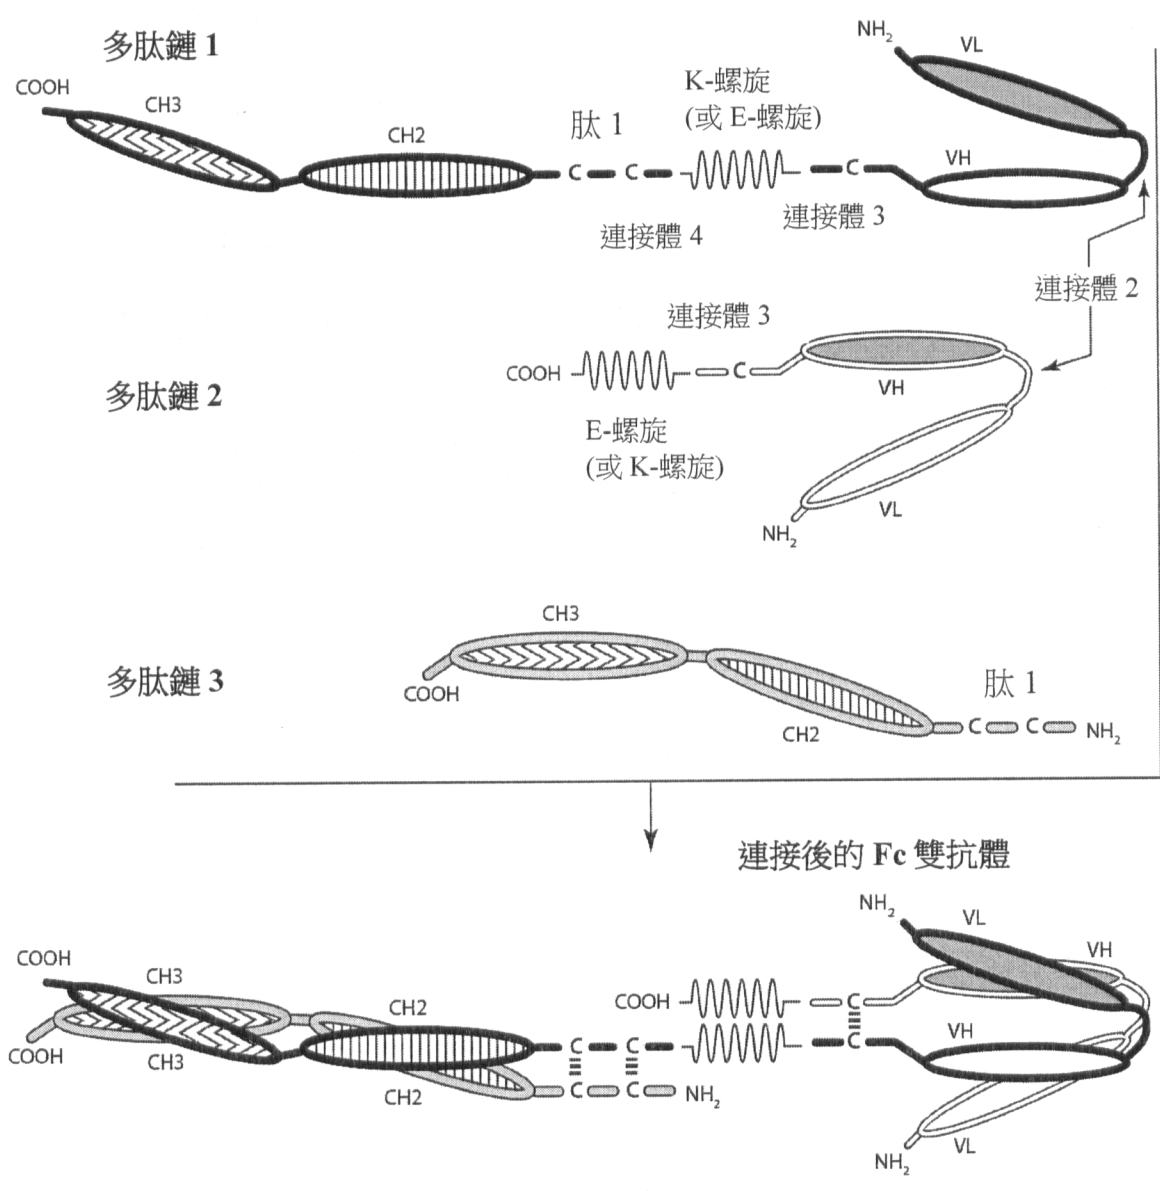 多肽鏈 1
COOH
CH3
CH2
肽 1
C
C
連接體 4
K-螺旋
(或 E-螺旋)
連接體 3
C
NH2
VL
VH
連接體 2
多肽鏈 2
連接體 3
COOH
C
VH
E-螺旋
(或 K-螺旋)
VL
NH2
多肽鏈 3
CH3
COOH
CH2
肽 1
C
C
NH2
連接後的 Fc 雙抗體
COOH
CH3
COOH
CH3
CH2
CH2
C
C
C
C
NH2
COOH
C
C
NH2
VL
VH
VH
VL
NH2